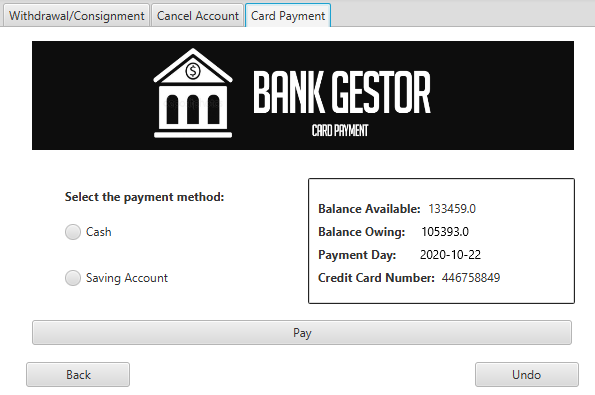 Withdrawal/Consignment Cancel Account Card Payment
$
BANK GESTOR
CARD PAYMENT
Select the payment method:
Cash
Saving Account
Balance Available: 133459.0
Balance Owing: 105393.0
Payment Day: 2020-10-22
Credit Card Number: 446758849
Pay
Back Undo